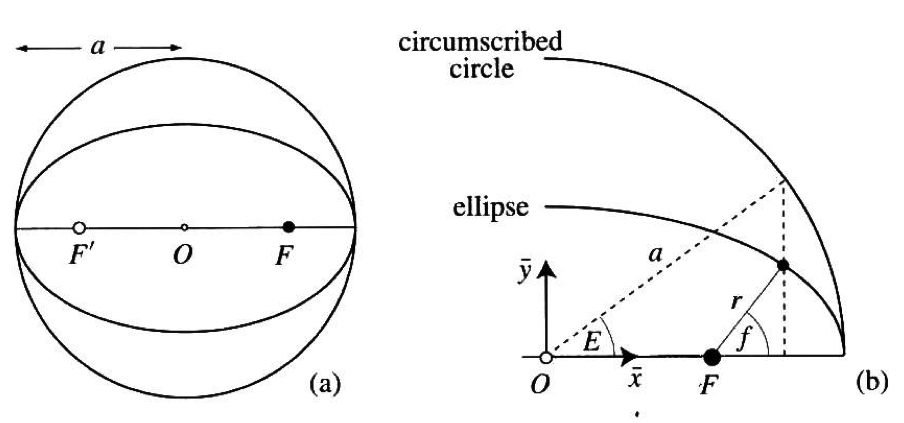 a
F′
O
F
(a)
circumscribed
circle
ellipse
ȳ
a
r
E
f
O
x̄
F
(b)